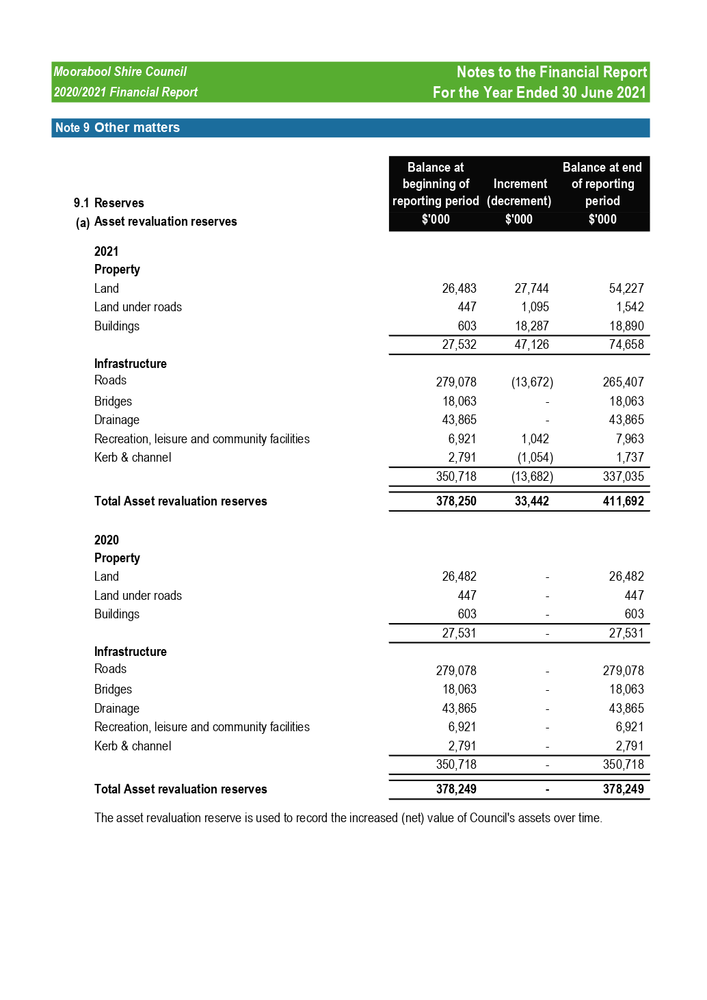 Moorabool Shire Council
Notes to the Financial Report
2020/2021 Financial Report
For the Year Ended 30 June 2021
Note 9 Other matters
Balance at beginning of reporting period
Increment (decrement)
Balance at end of reporting period
9.1 Reserves
(a) Asset revaluation reserves $'000 $'000 $'000
2021
Property
Land 26,483 27,744 54,227
Land under roads 447 1,095 1,542
Buildings 603 18,287 18,890
27,532 47,126 74,658
Infrastructure
Roads 279,078 (13,672) 265,407
Bridges 18,063 - 18,063
Drainage 43,865 - 43,865
Recreation, leisure and community facilities 6,921 1,042 7,963
Kerb & channel 2,791 (1,054) 1,737
350,718 (13,682) 337,035
Total Asset revaluation reserves 378,250 33,442 411,692
2020
Property
Land 26,482 - 26,482
Land under roads 447 - 447
Buildings 603 - 603
27,531 - 27,531
Infrastructure
Roads 279,078 - 279,078
Bridges 18,063 - 18,063
Drainage 43,865 - 43,865
Recreation, leisure and community facilities 6,921 - 6,921
Kerb & channel 2,791 - 2,791
350,718 - 350,718
Total Asset revaluation reserves 378,249 - 378,249
The asset revaluation reserve is used to record the increased (net) value of Council's assets over time.